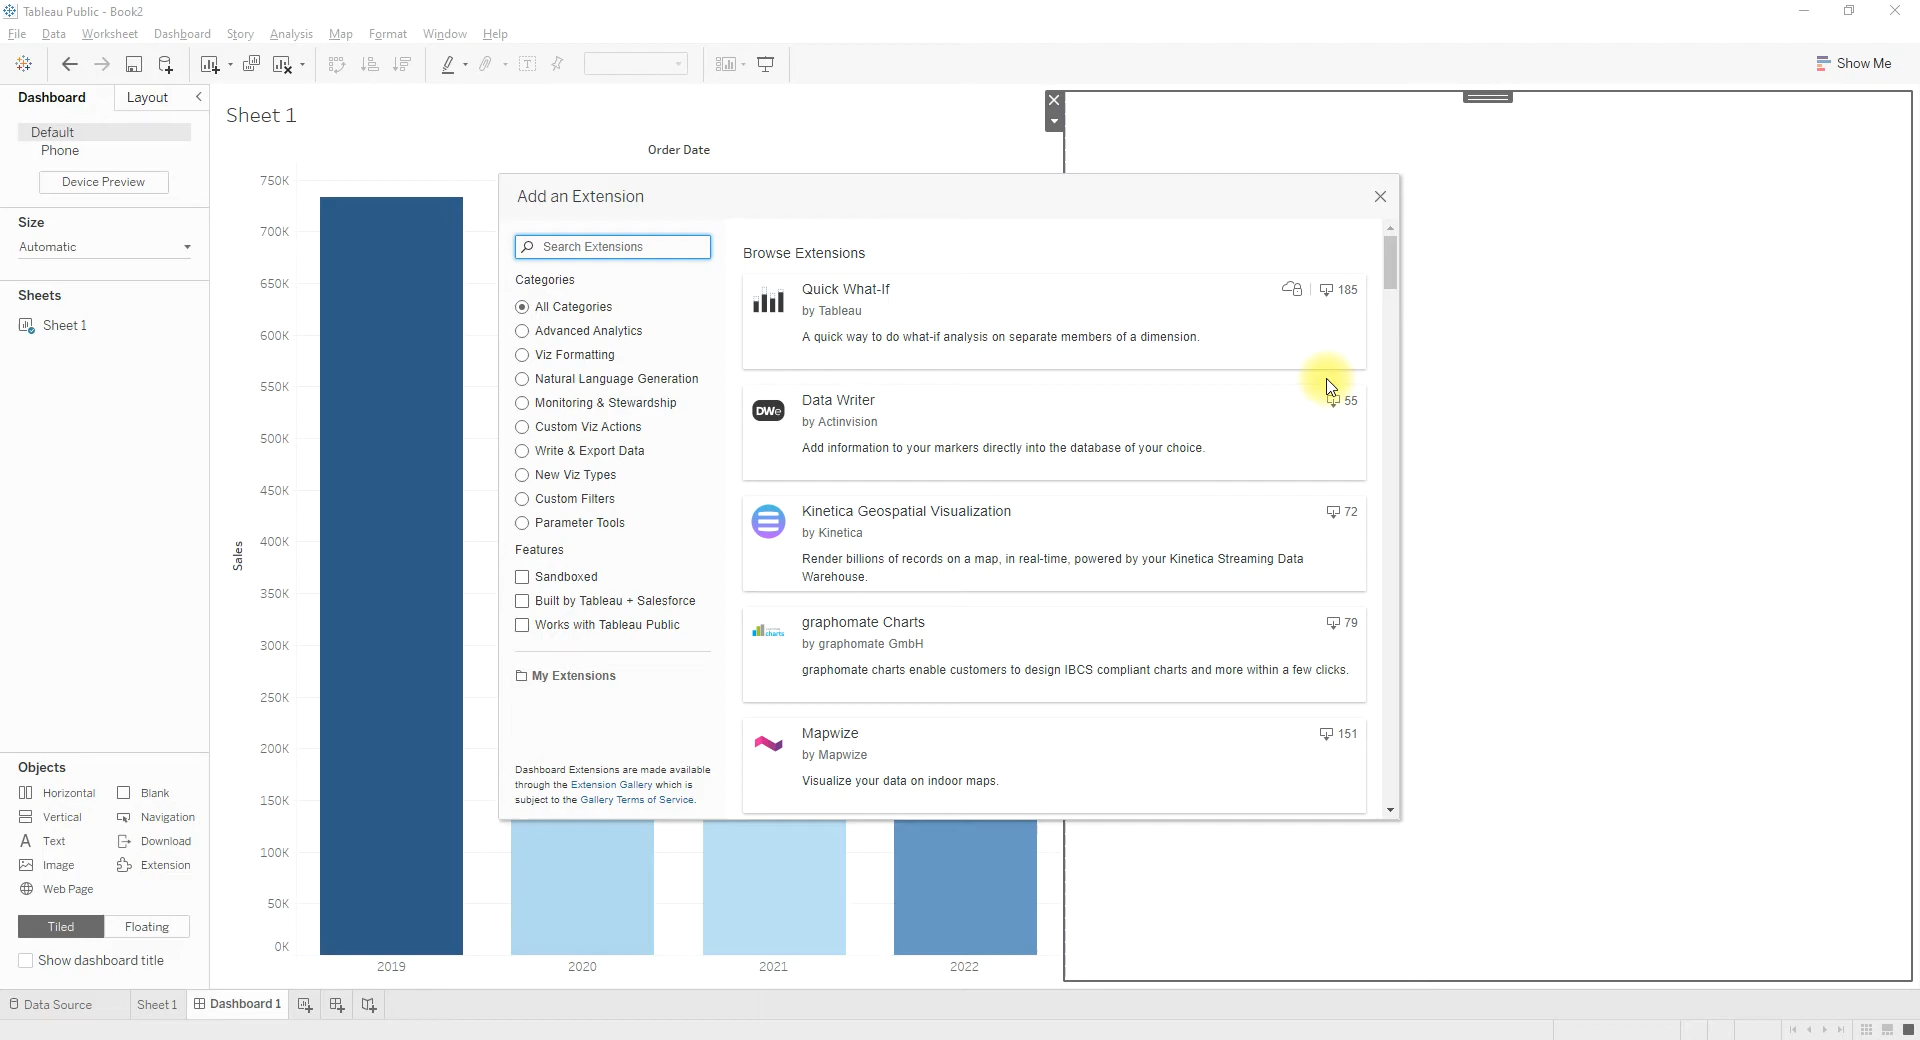 Tableau Public - Book2
File Data Worksheet Dashboard Story Analysis Map Format Window Help
Show Me
Dashboard Layout
Default
Phone
Device Preview
Size
Automatic
Sheets
Sheet 1
Objects
Horizontal Blank
Vertical Navigation
Text Download
Image Extension
Web Page
Tiled Floating
Show dashboard title
Sheet 1
Order Date
Sales
750K
700K
650K
600K
550K
500K
450K
400K
350K
300K
250K
200K
150K
100K
50K
0K
2019 2020 2021 2022
Add an Extension
Search Extensions
Categories
All Categories
Advanced Analytics
Viz Formatting
Natural Language Generation
Monitoring & Stewardship
Custom Viz Actions
Write & Export Data
New Viz Types
Custom Filters
Parameter Tools
Features
Sandboxed
Built by Tableau + Salesforce
Works with Tableau Public
My Extensions
Dashboard Extensions are made available
through the Extension Gallery which is
subject to the Gallery Terms of Service.
Browse Extensions
Quick What-If 185
by Tableau
A quick way to do what-if analysis on separate members of a dimension.
DWe
Data Writer 55
by Actinvision
Add information to your markers directly into the database of your choice.
Kinetica Geospatial Visualization 72
by Kinetica
Render billions of records on a map, in real-time, powered by your Kinetica Streaming Data
Warehouse.
charts
graphomate Charts 79
by graphomate GmbH
graphomate charts enable customers to design IBCS compliant charts and more within a few clicks.
Mapwize 151
by Mapwize
Visualize your data on indoor maps.
Data Source Sheet 1 Dashboard 1